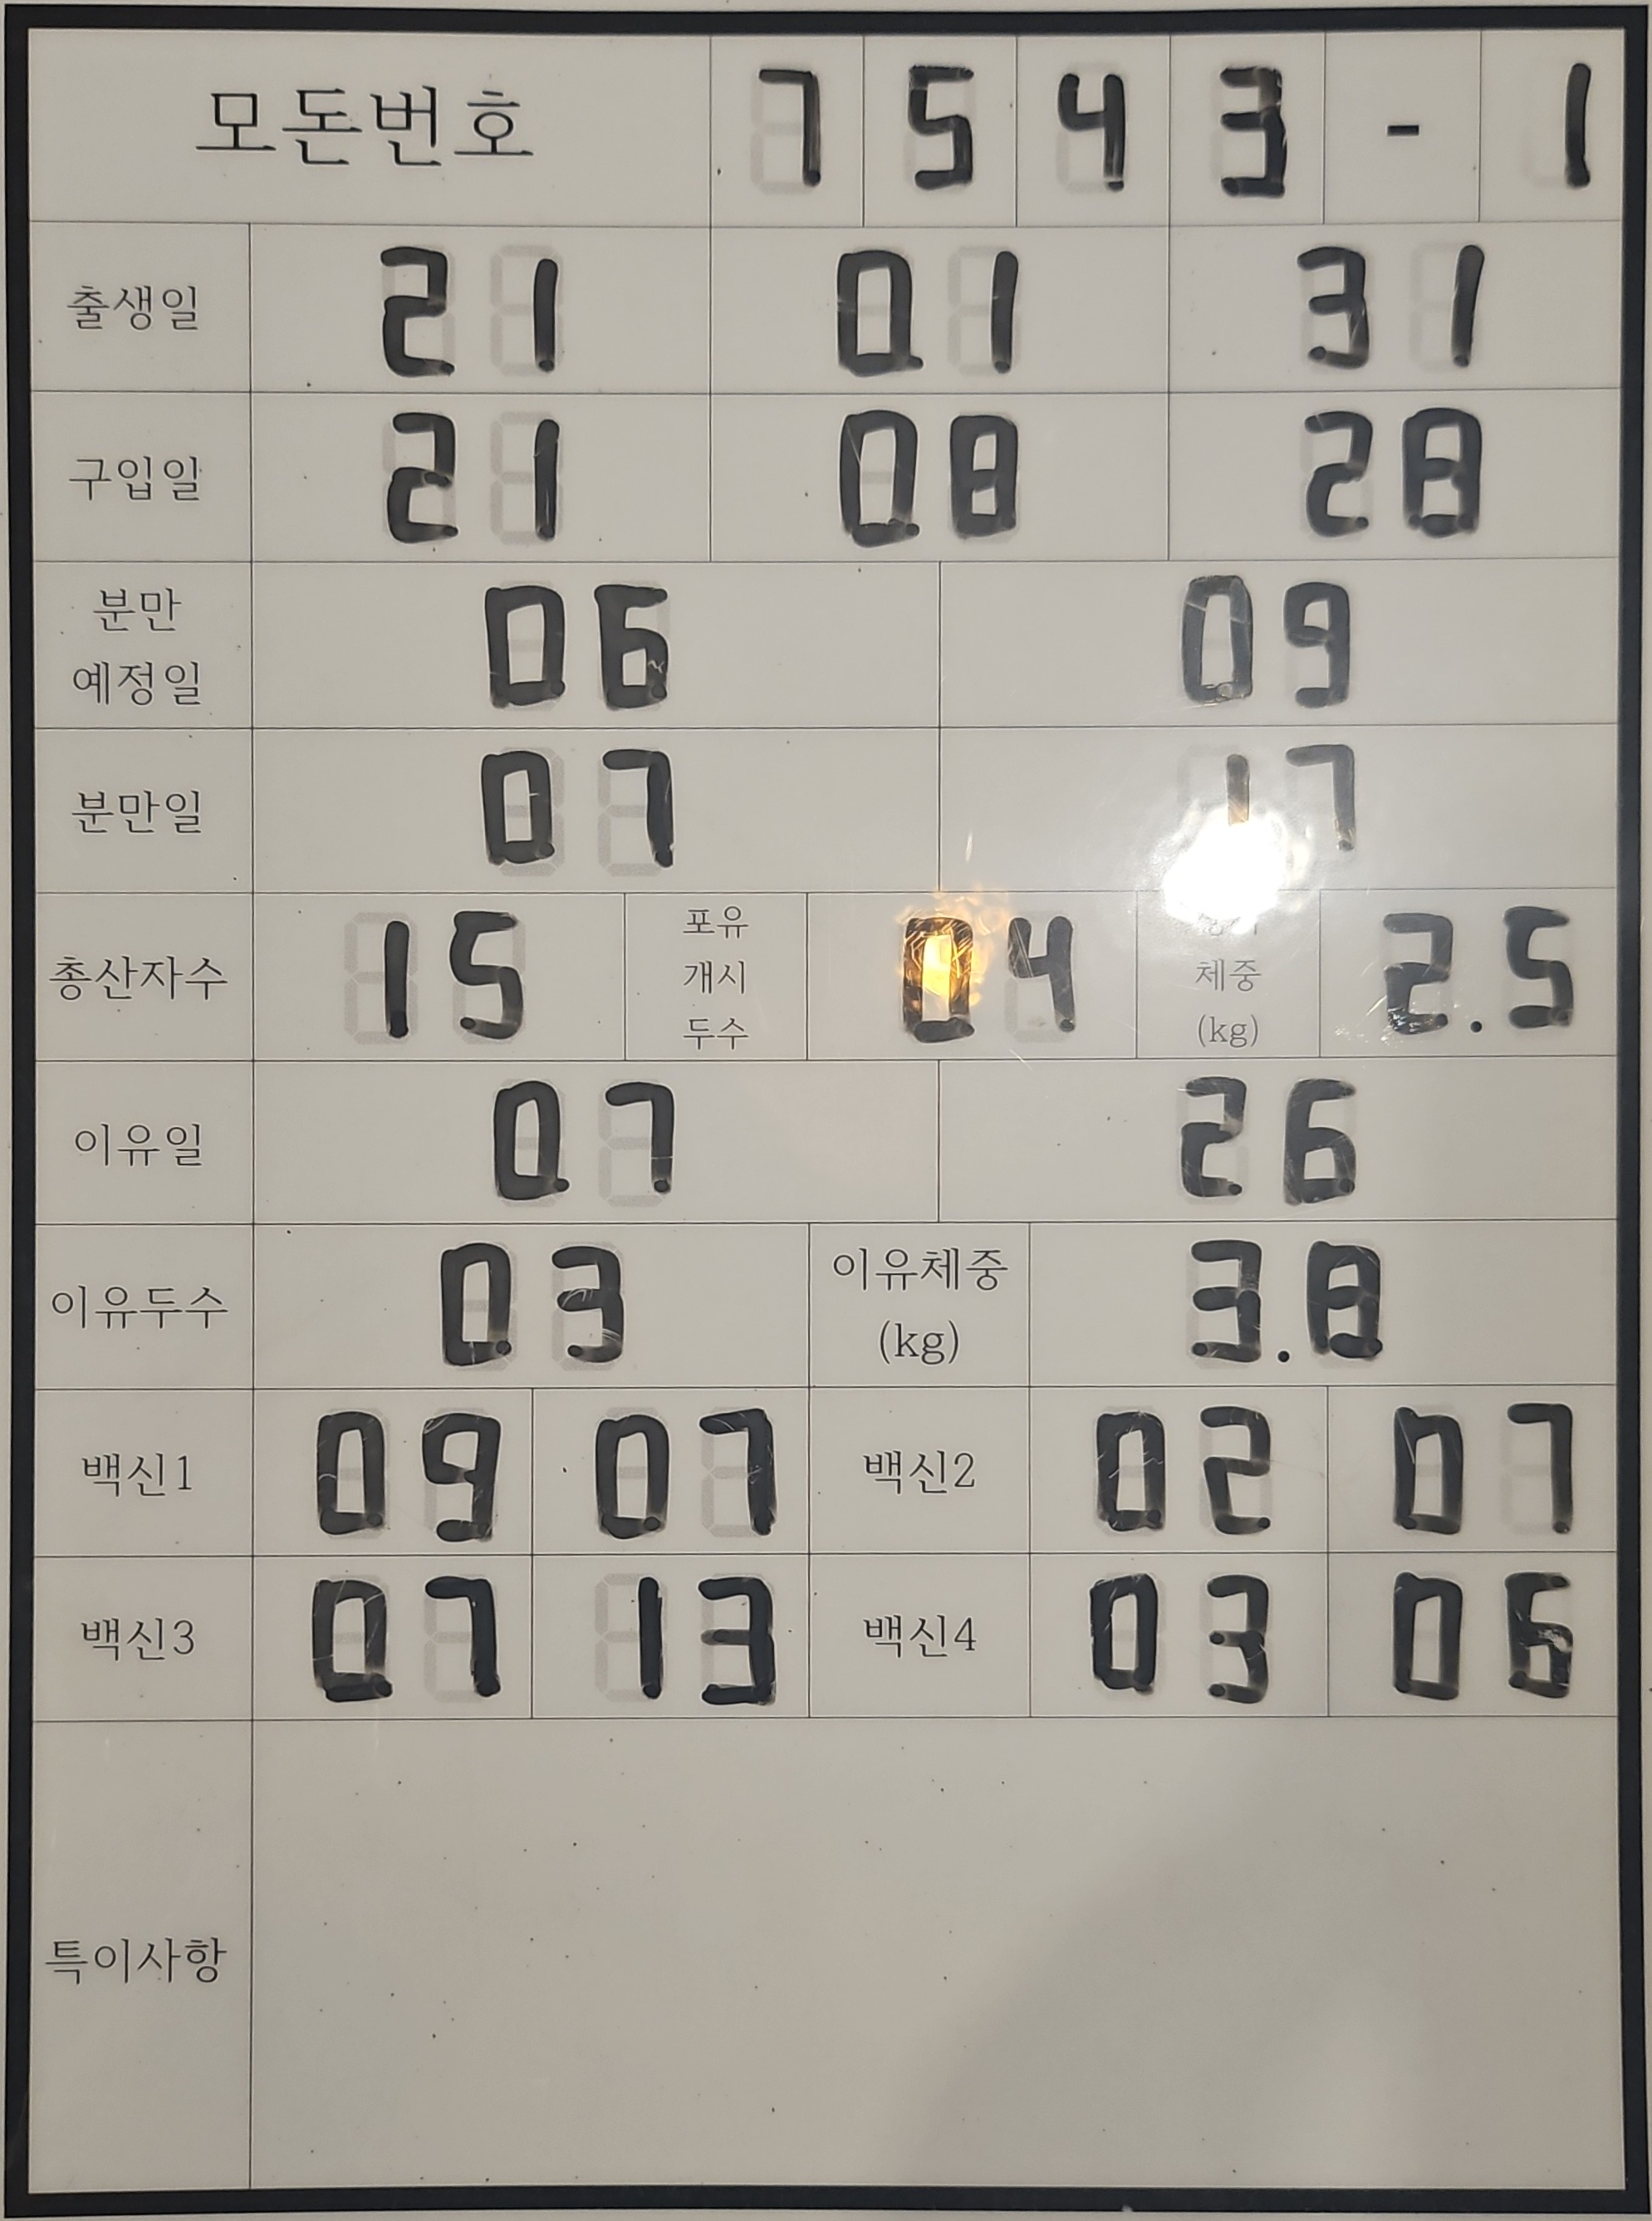 모돈번호 7 5 4 3 - 1
출생일 21 01 31
구입일 21 08 28
분만
예정일 06 09
분만일 07 17
총산자수 15 포유
개시
두수 04 체중
(kg) 2.5
이유일 07 26
이유두수 03 이유체중
(kg) 3.8
백신1 09 07 백신2 02 07
백신3 07 13 백신4 03 06
특이사항